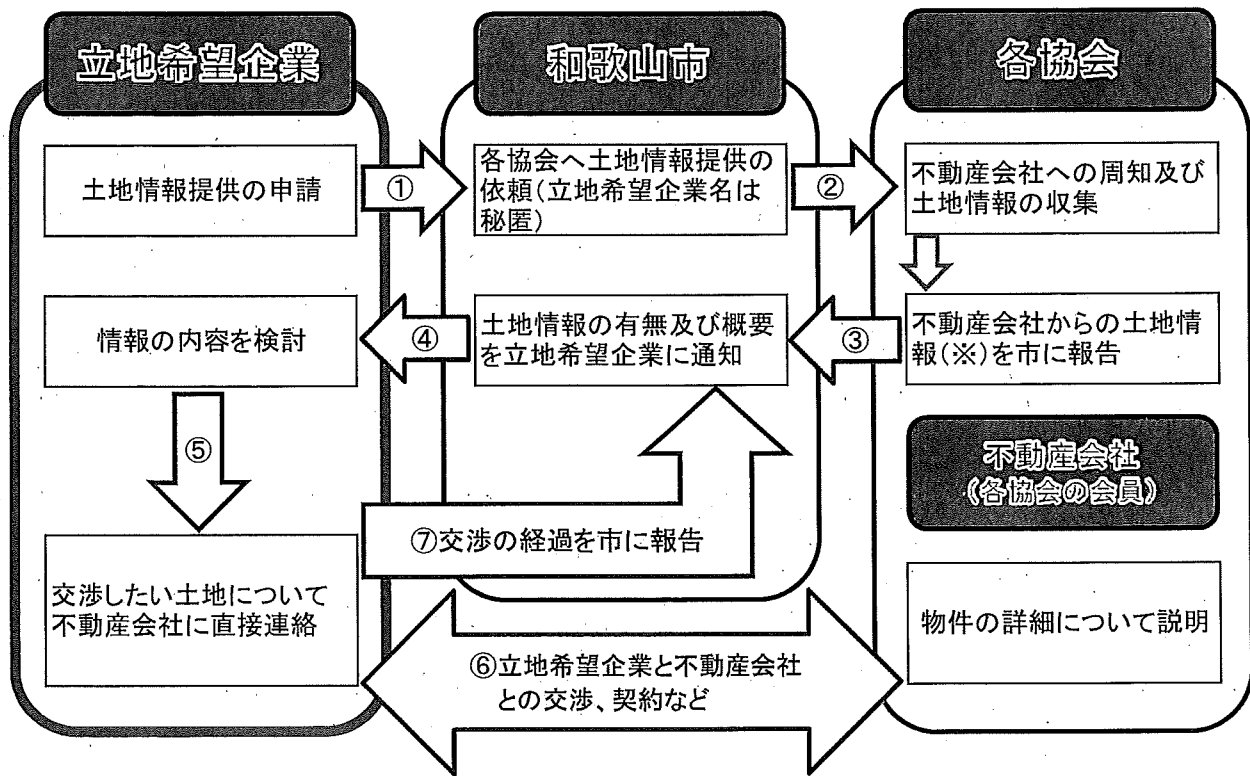 立地希望企業
和歌山市
各協会
土地情報提供の申請
①
各協会へ土地情報提供の
依頼(立地希望企業名は
秘匿)
②
不動産会社への周知及び
土地情報の収集
情報の内容を検討
④
土地情報の有無及び概要
を立地希望企業に通知
③
不動産会社からの土地情
報(※)を市に報告
⑤
不動産会社
(各協会の会員)
⑦交渉の経過を市に報告
交渉したい土地について
不動産会社に直接連絡
物件の詳細について説明
⑥立地希望企業と不動産会社
との交渉、契約など